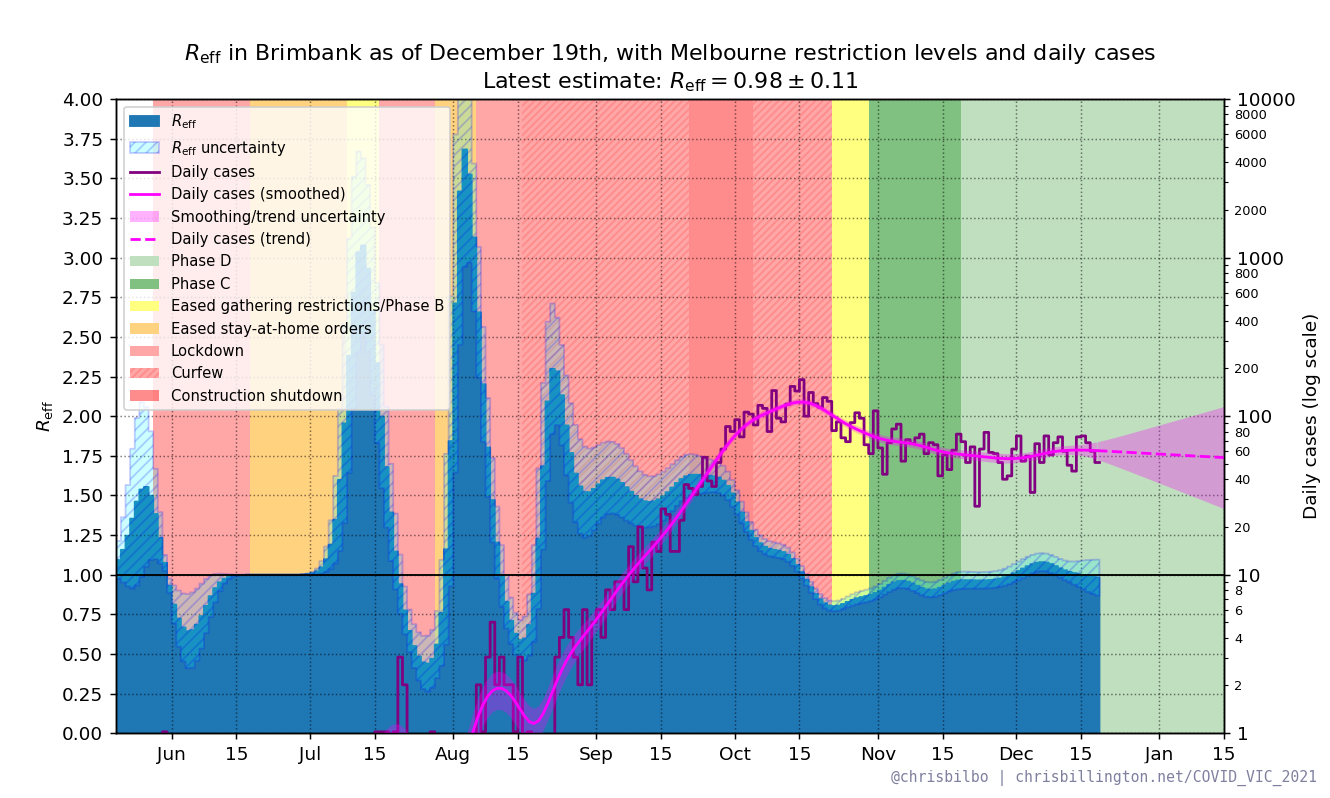 R_eff in Brimbank as of December 19th, with Melbourne restriction levels and daily cases
Latest estimate: R_eff = 0.98 ± 0.11
4.00
3.75
3.50
3.25
3.00
2.75
2.50
2.25
2.00
1.75
1.50
1.25
1.00
0.75
0.50
0.25
0.00
R_eff
R_eff
R_eff uncertainty
Daily cases
Daily cases (smoothed)
Smoothing/trend uncertainty
Daily cases (trend)
Phase D
Phase C
Eased gathering restrictions/Phase B
Eased stay-at-home orders
Lockdown
Curfew
Construction shutdown
10000
8000
6000
4000
2000
1000
800
600
400
200
100
80
60
40
20
10
8
6
4
2
1
Daily cases (log scale)
Jun 15 Jul 15 Aug 15 Sep 15 Oct 15 Nov 15 Dec 15 Jan 15
@chrisbilbo | chrisbillington.net/COVID_VIC_2021